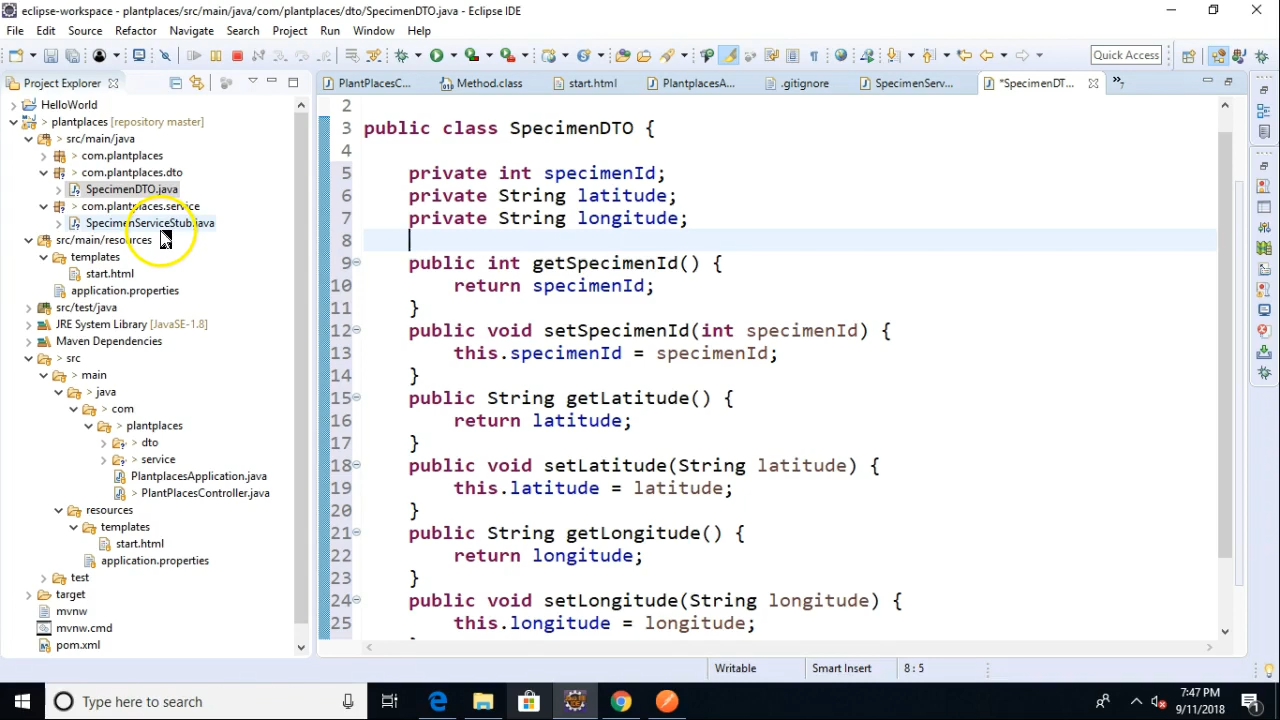 eclipse-workspace - plantplaces/src/main/java/com/plantplaces/dto/SpecimenDTO.java - Eclipse IDE
File Edit Source Refactor Navigate Search Project Run Window Help
Quick Access
Project Explorer
PlantPlacesC...
Method.class
start.html
PlantplacesA...
.gitignore
SpecimenServ...
*SpecimenDT...
7
HelloWorld
> plantplaces [repository master]
> src/main/java
> com.plantplaces
> com.plantplaces.dto
SpecimenDTO.java
> com.plantplaces.service
SpecimenServiceStub.java
src/main/resources
templates
start.html
application.properties
src/test/java
JRE System Library [JavaSE-1.8]
Maven Dependencies
> src
> main
> java
> com
> plantplaces
> dto
> service
PlantplacesApplication.java
> PlantPlacesController.java
resources
templates
start.html
application.properties
test
target
mvnw
mvnw.cmd
pom.xml
2
3 public class SpecimenDTO {
4
5 private int specimenId;
6 private String latitude;
7 private String longitude;
8
9 public int getSpecimenId() {
10 return specimenId;
11 }
12 public void setSpecimenId(int specimenId) {
13 this.specimenId = specimenId;
14 }
15 public String getLatitude() {
16 return latitude;
17 }
18 public void setLatitude(String latitude) {
19 this.latitude = latitude;
20 }
21 public String getLongitude() {
22 return longitude;
23 }
24 public void setLongitude(String longitude) {
25 this.longitude = longitude;
Writable Smart Insert 8 : 5
Type here to search
7:47 PM
9/11/2018
1